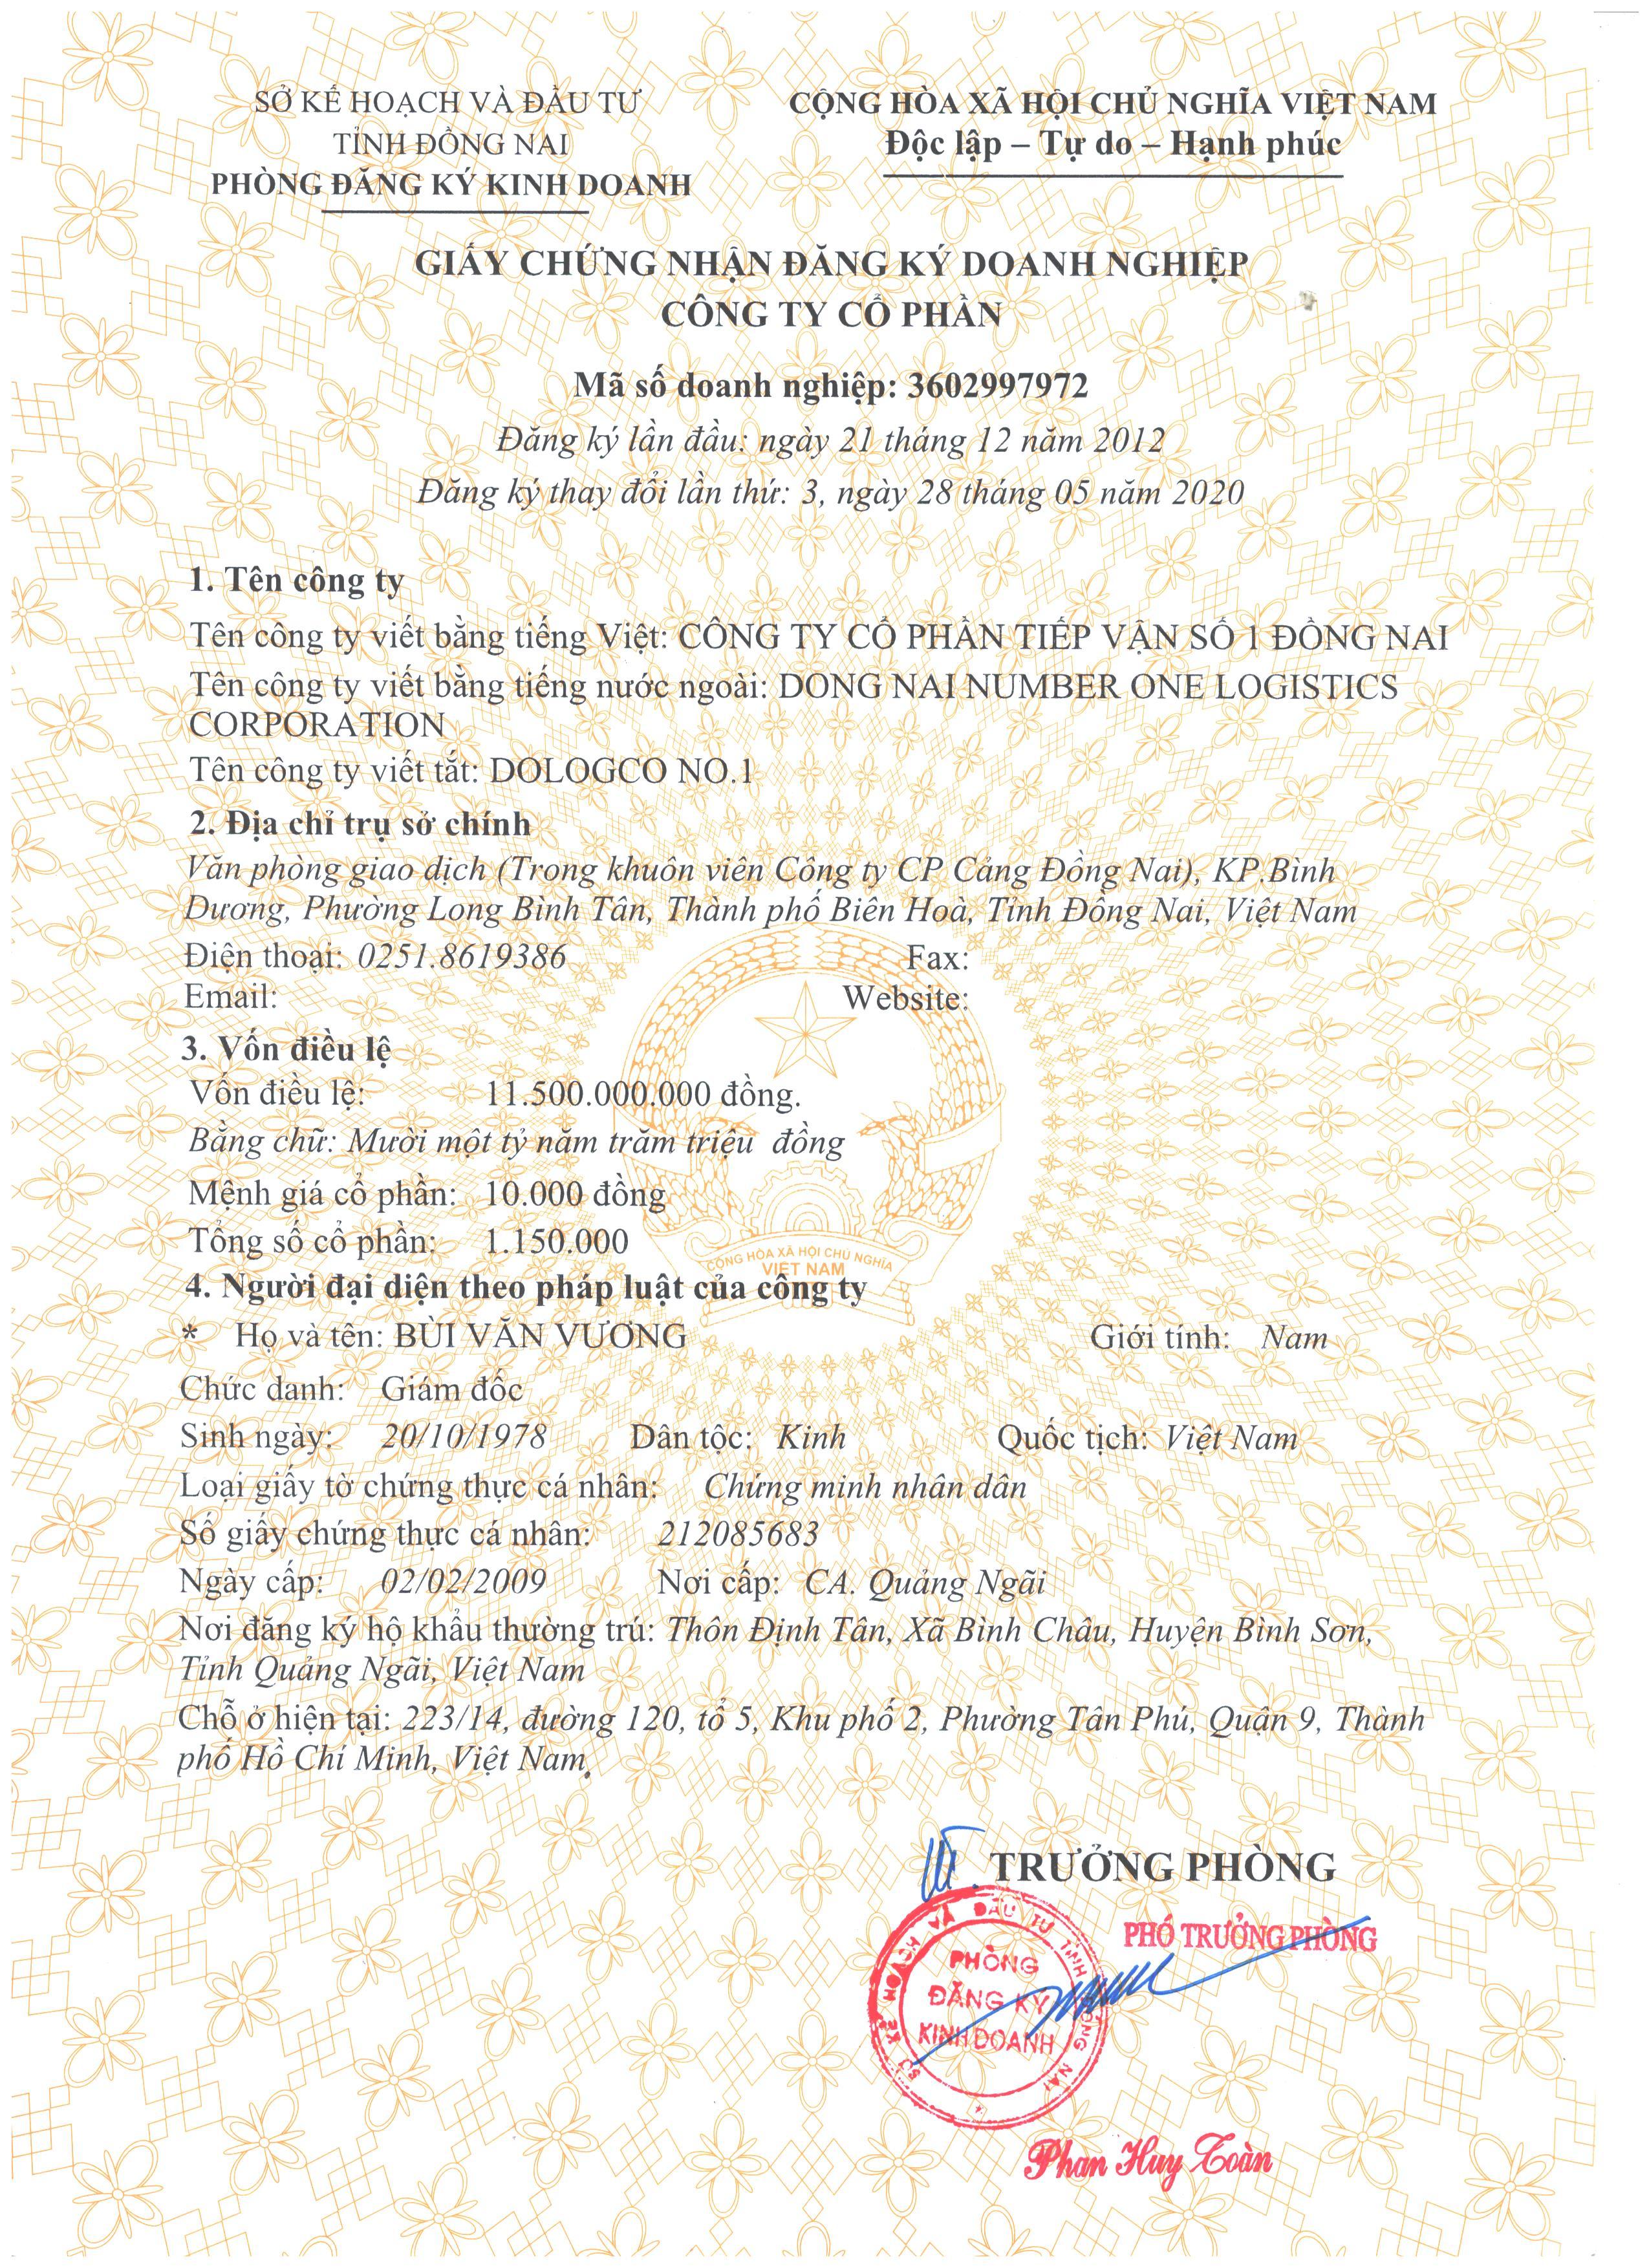 SỞ KẾ HOẠCH VÀ ĐẦU TƯ
TỈNH ĐỒNG NAI
PHÒNG ĐĂNG KÝ KINH DOANH
CỘNG HÒA XÃ HỘI CHỦ NGHĨA VIỆT NAM
Độc lập – Tự do – Hạnh phúc
GIẤY CHỨNG NHẬN ĐĂNG KÝ DOANH NGHIỆP
CÔNG TY CỔ PHẦN
Mã số doanh nghiệp: 3602997972
Đăng ký lần đầu: ngày 21 tháng 12 năm 2012
Đăng ký thay đổi lần thứ: 3, ngày 28 tháng 05 năm 2020
1. Tên công ty
Tên công ty viết bằng tiếng Việt: CÔNG TY CỔ PHẦN TIẾP VẬN SỐ 1 ĐỒNG NAI
Tên công ty viết bằng tiếng nước ngoài: DONG NAI NUMBER ONE LOGISTICS
CORPORATION
Tên công ty viết tắt: DOLOGCO NO.1
2. Địa chỉ trụ sở chính
Văn phòng giao dịch (Trong khuôn viên Công ty CP Cảng Đồng Nai), KP.Bình
Dương, Phường Long Bình Tân, Thành phố Biên Hoà, Tỉnh Đồng Nai, Việt Nam
Điện thoại: 0251.8619386 Fax:
Email: Website:
3. Vốn điều lệ
Vốn điều lệ: 11.500.000.000 đồng.
Bằng chữ: Mười một tỷ năm trăm triệu đồng
Mệnh giá cổ phần: 10.000 đồng
Tổng số cổ phần: 1.150.000
CỘNG HÒA XÃ HỘI CHỦ NGHĨA
VIỆT NAM
4. Người đại diện theo pháp luật của công ty
* Họ và tên: BÙI VĂN VƯƠNG Giới tính: Nam
Chức danh: Giám đốc
Sinh ngày: 20/10/1978 Dân tộc: Kinh Quốc tịch: Việt Nam
Loại giấy tờ chứng thực cá nhân: Chứng minh nhân dân
Số giấy chứng thực cá nhân: 212085683
Ngày cấp: 02/02/2009 Nơi cấp: CA. Quảng Ngãi
Nơi đăng ký hộ khẩu thường trú: Thôn Định Tân, Xã Bình Châu, Huyện Bình Sơn,
Tỉnh Quảng Ngãi, Việt Nam
Chỗ ở hiện tại: 223/14, đường 120, tổ 5, Khu phố 2, Phường Tân Phú, Quận 9, Thành
phố Hồ Chí Minh, Việt Nam
TRƯỞNG PHÒNG
PHÓ TRƯỞNG PHÒNG
SỞ KẾ HOẠCH VÀ ĐẦU TƯ TỈNH ĐỒNG NAI
PHÒNG
ĐĂNG KÝ
KINH DOANH
Phan Huy Toàn